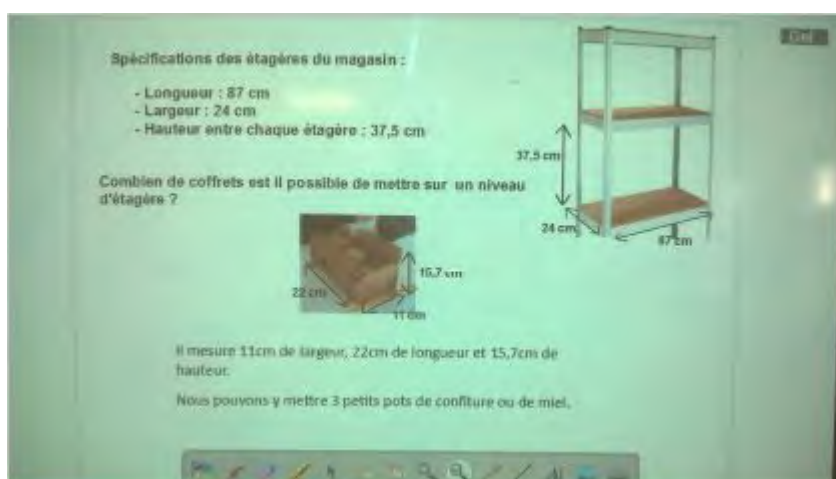 Spécifications des étagères du magasin :
- Longueur : 87 cm
- Largeur : 24 cm
- Hauteur entre chaque étagère : 37,5 cm
37,5 cm
Combien de coffrets est il possible de mettre sur un niveau
d'étagère ?
24 cm
87 cm
15,7 cm
22 cm
11 cm
Il mesure 11cm de largeur, 22cm de longueur et 15,7cm de
hauteur.
Nous pouvons y mettre 3 petits pots de confiture ou de miel.